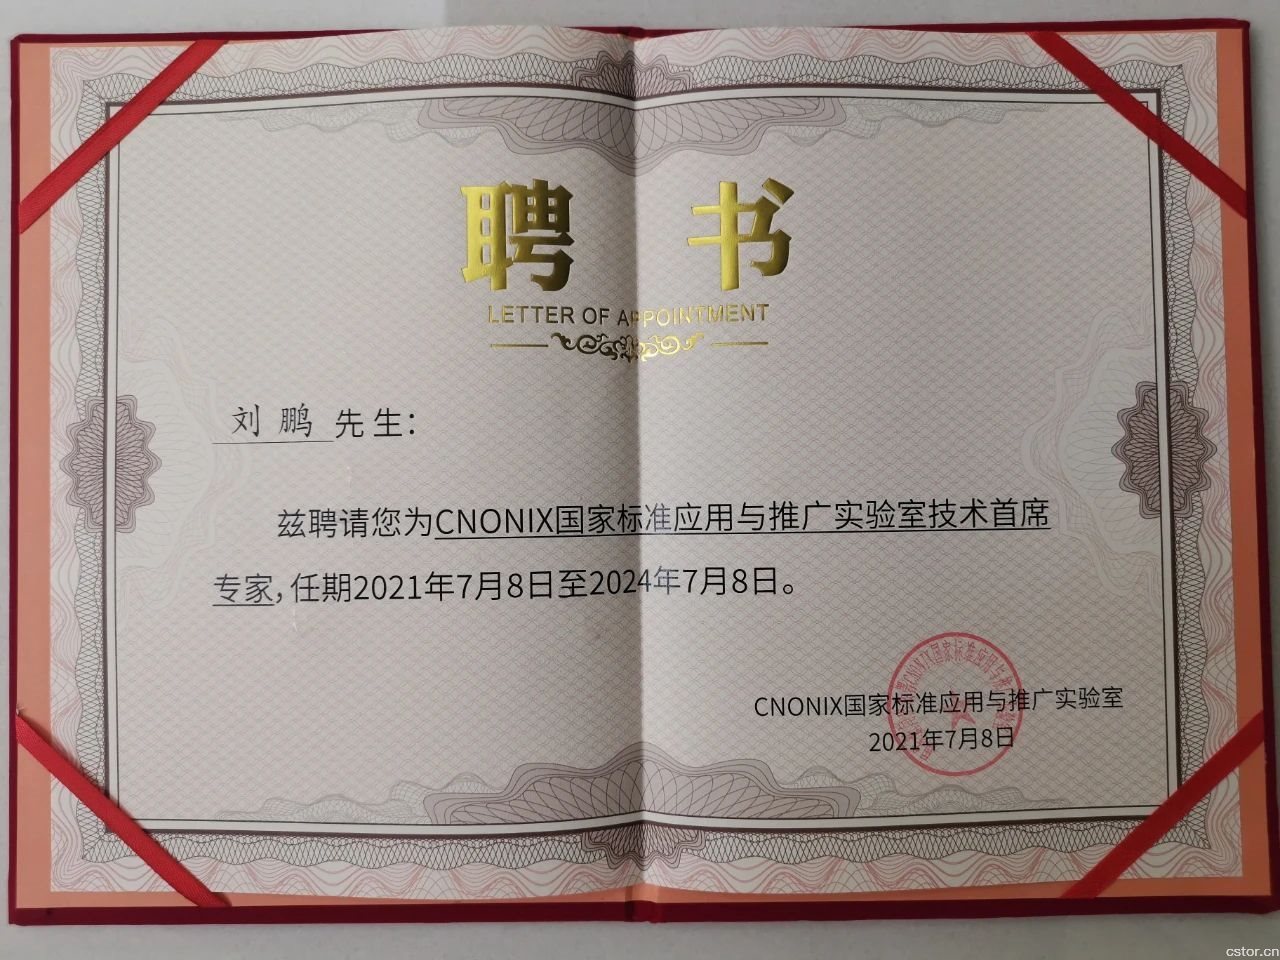 聘 书
LETTER OF APPOINTMENT
刘 鹏 先 生：
兹聘请您为CNONIX国家标准应用与推广实验室技术首席
专家，任期2021年7月8日至2024年7月8日。
CNONIX国家标准应用与推广实验室
2021年7月8日
cstor.cn